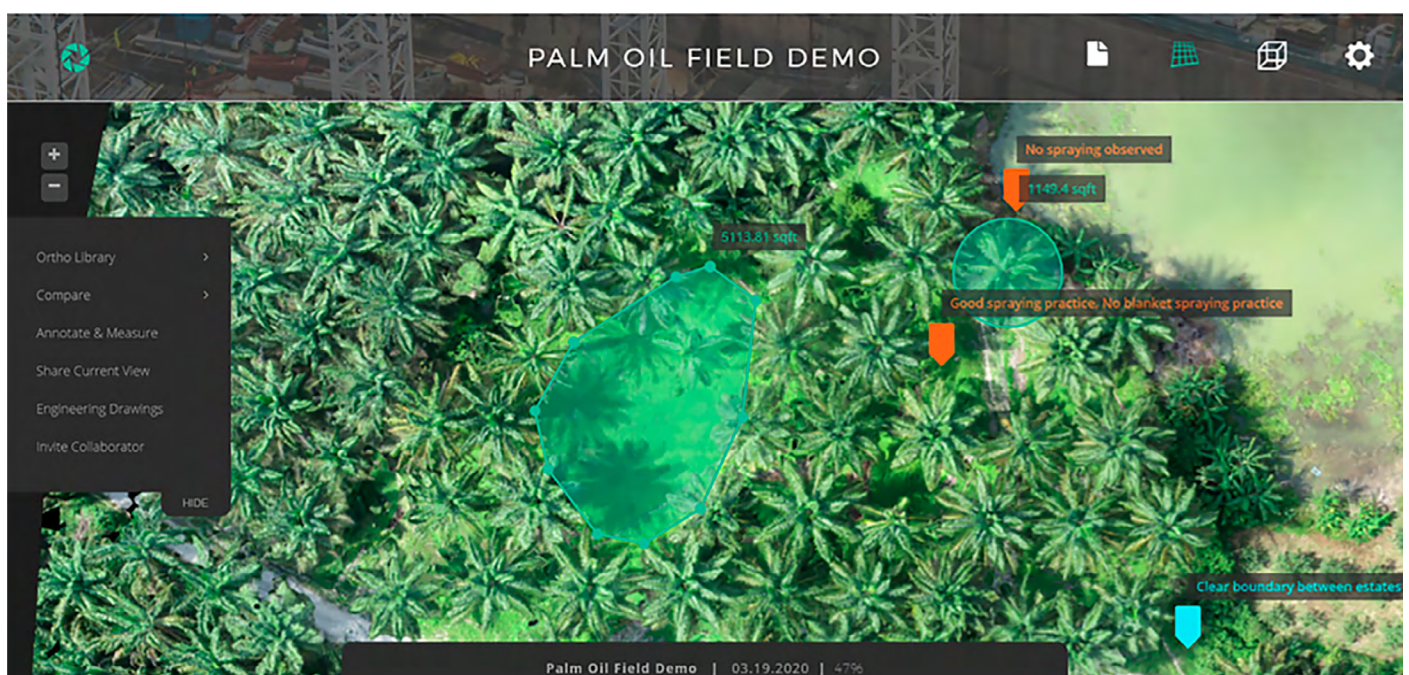 PALM OIL FIELD DEMO
No spraying observed
1149.4 sqft
5113.81 sqft
Ortho Library
Compare
Annotate & Measure
Share Current View
Engineering Drawings
Invite Collaborator
HIDE
Good spraying practice. No blanket spraying practice
Clear boundary between estates
Palm Oil Field Demo | 03.19.2020 | 4796